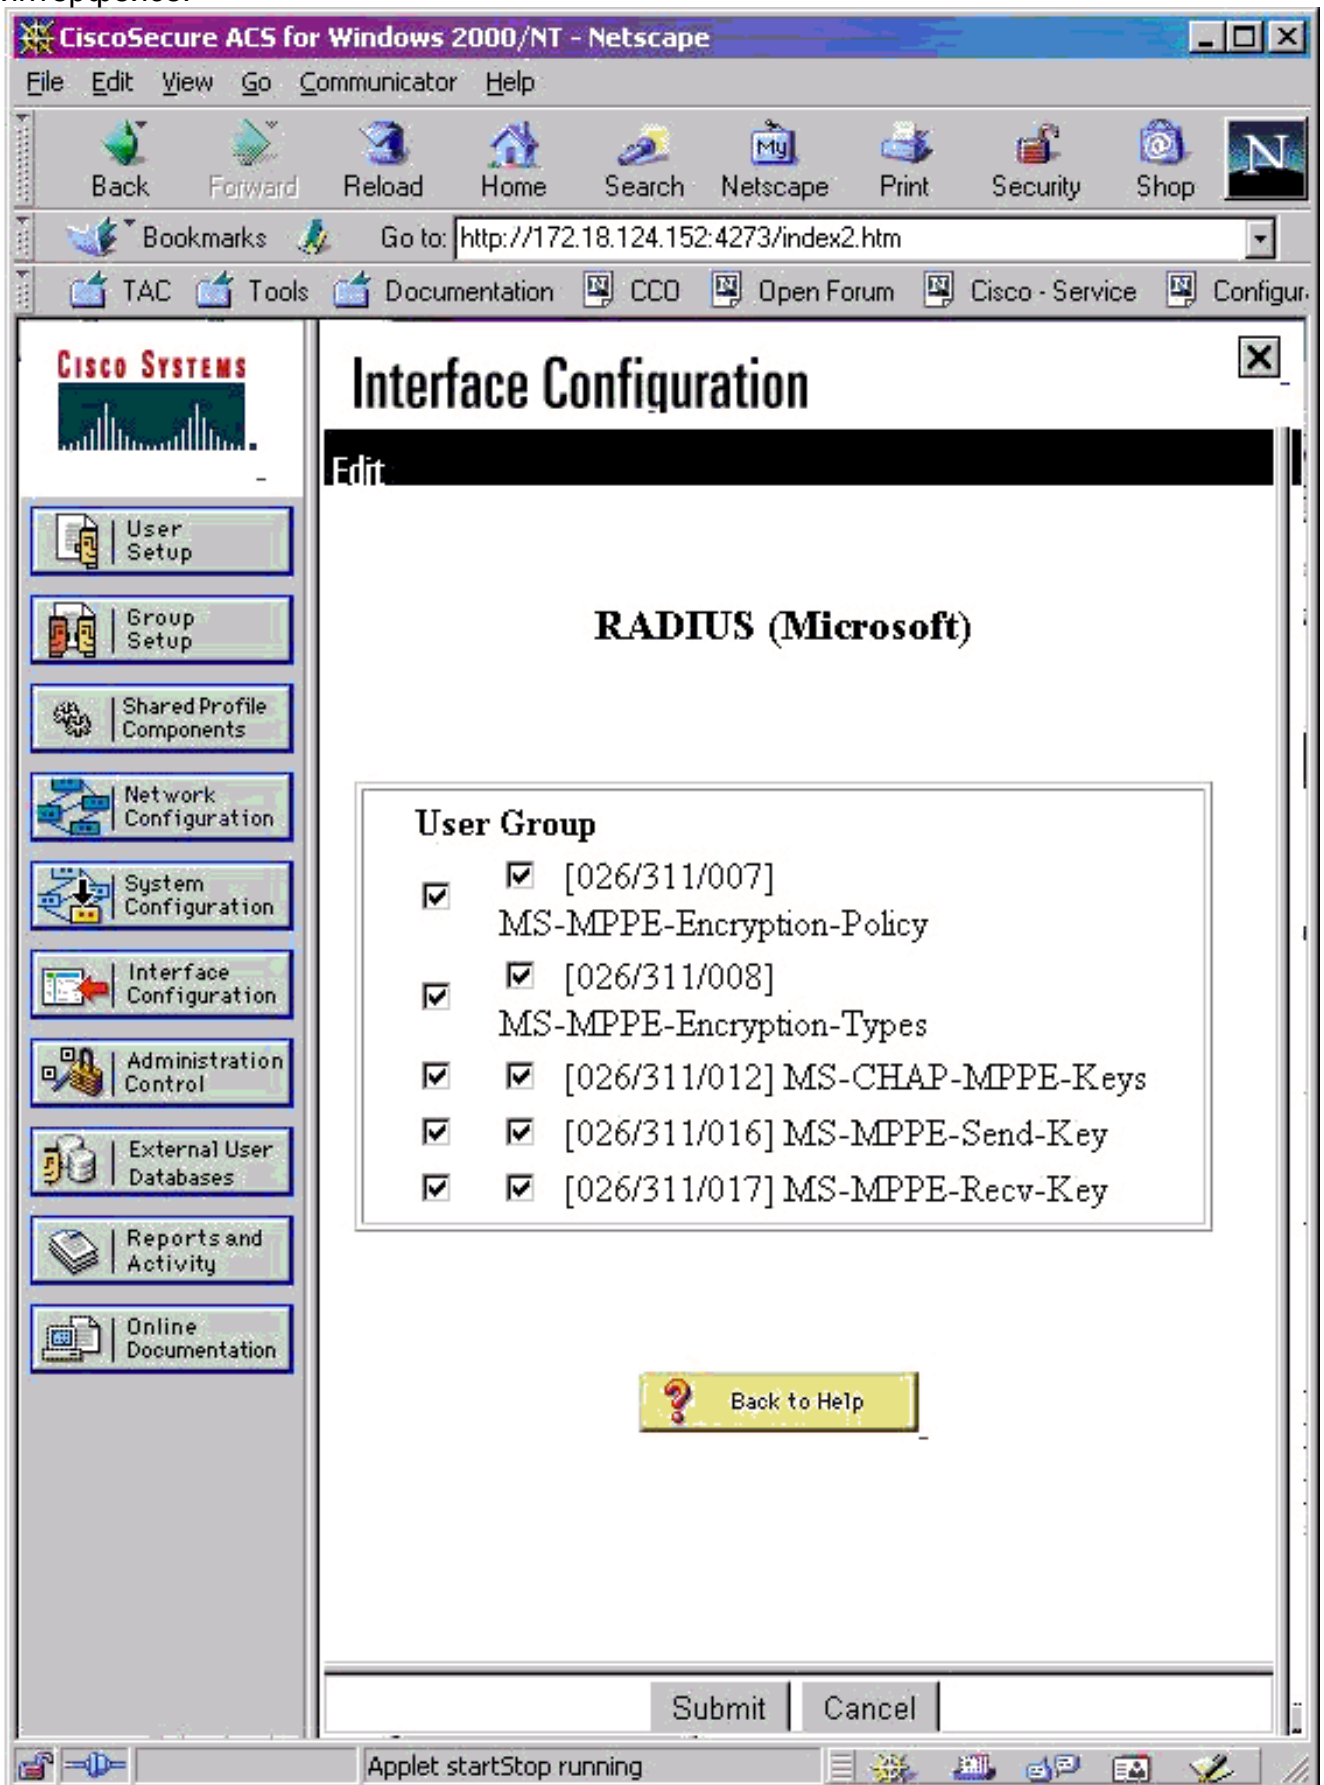 интерфейсе.
CiscoSecure ACS for Windows 2000/NT - Netscape
File Edit View Go Communicator Help
Back Forward Reload Home Search Netscape Print Security Shop
My
N
Bookmarks Go to: http://172.18.124.152:4273/index2.htm
TAC Tools Documentation CCO Open Forum Cisco - Service Configur
CISCO SYSTEMS
Interface Configuration
Edit
User
Setup
Group
Setup
Shared Profile
Components
Network
Configuration
System
Configuration
Interface
Configuration
Administration
Control
External User
Databases
Reports and
Activity
Online
Documentation
RADIUS (Microsoft)
User Group
[026/311/007]
MS-MPPE-Encryption-Policy
[026/311/008]
MS-MPPE-Encryption-Types
[026/311/012] MS-CHAP-MPPE-Keys
[026/311/016] MS-MPPE-Send-Key
[026/311/017] MS-MPPE-Recv-Key
? Back to Help
Submit Cancel
Applet startStop running